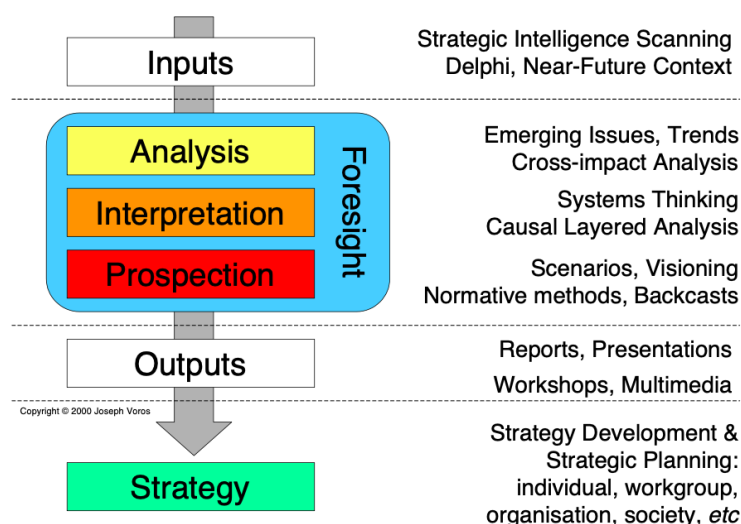 Inputs
Strategic Intelligence Scanning
Delphi, Near-Future Context
Foresight
Analysis
Emerging Issues, Trends
Cross-impact Analysis
Interpretation
Systems Thinking
Causal Layered Analysis
Prospection
Scenarios, Visioning
Normative methods, Backcasts
Outputs
Reports, Presentations
Workshops, Multimedia
Copyright © 2000 Joseph Voros
Strategy
Strategy Development &
Strategic Planning:
individual, workgroup,
organisation, society, etc